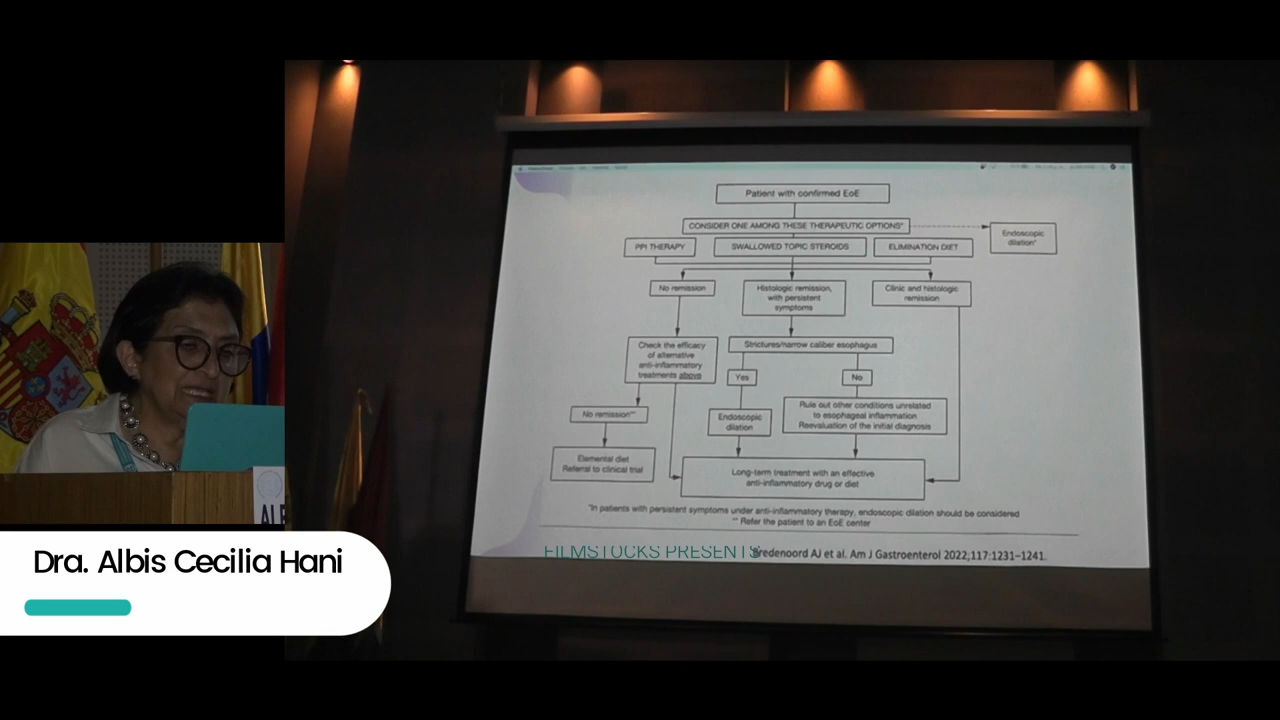 Patient with confirmed EoE
CONSIDER ONE AMONG THESE THERAPEUTIC OPTIONS*
Endoscopic
dilation*
PPI THERAPY
SWALLOWED TOPIC STEROIDS
ELIMINATION DIET
No remission
Histologic remission,
with persistent
symptoms
Clinic and histologic
remission
Check the efficacy
of alternative
anti-inflammatory
treatments above
Strictures/narrow caliber esophagus
Yes
No
No remission**
Endoscopic
dilation
Rule out other conditions unrelated
to esophageal inflammation
Reevaluation of the initial diagnosis
Elemental diet
Referral to clinical trial
Long-term treatment with an effective
anti-inflammatory drug or diet
*In patients with persistent symptoms under anti-inflammatory therapy, endoscopic dilation should be considered
** Refer the patient to an EoE center
FILMSTOCKS PRESENTS
Bredenoord AJ et al. Am J Gastroenterol 2022;117:1231–1241.
Dra. Albis Cecilia Hani